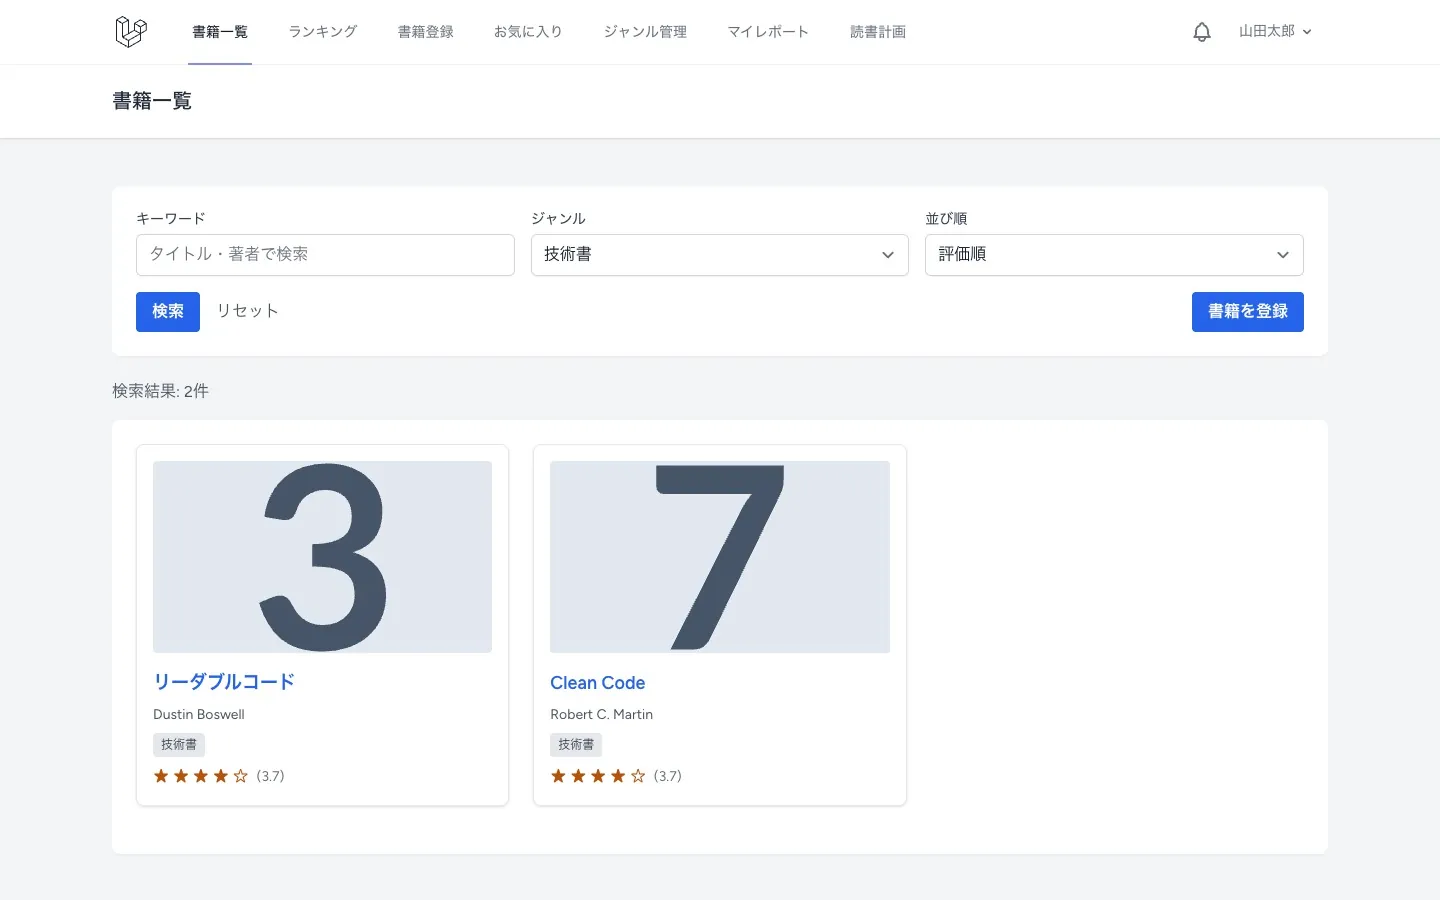 書籍一覧 ランキング 書籍登録 お気に入り ジャンル管理 マイレポート 読書計画 山田太郎
書籍一覧
キーワード ジャンル 並び順
タイトル・著者で検索 技術書 評価順
検索 リセット 書籍を登録
検索結果: 2件
3 7
リーダブルコード Clean Code
Dustin Boswell Robert C. Martin
技術書 技術書
★★★★☆ (3.7) ★★★★☆ (3.7)